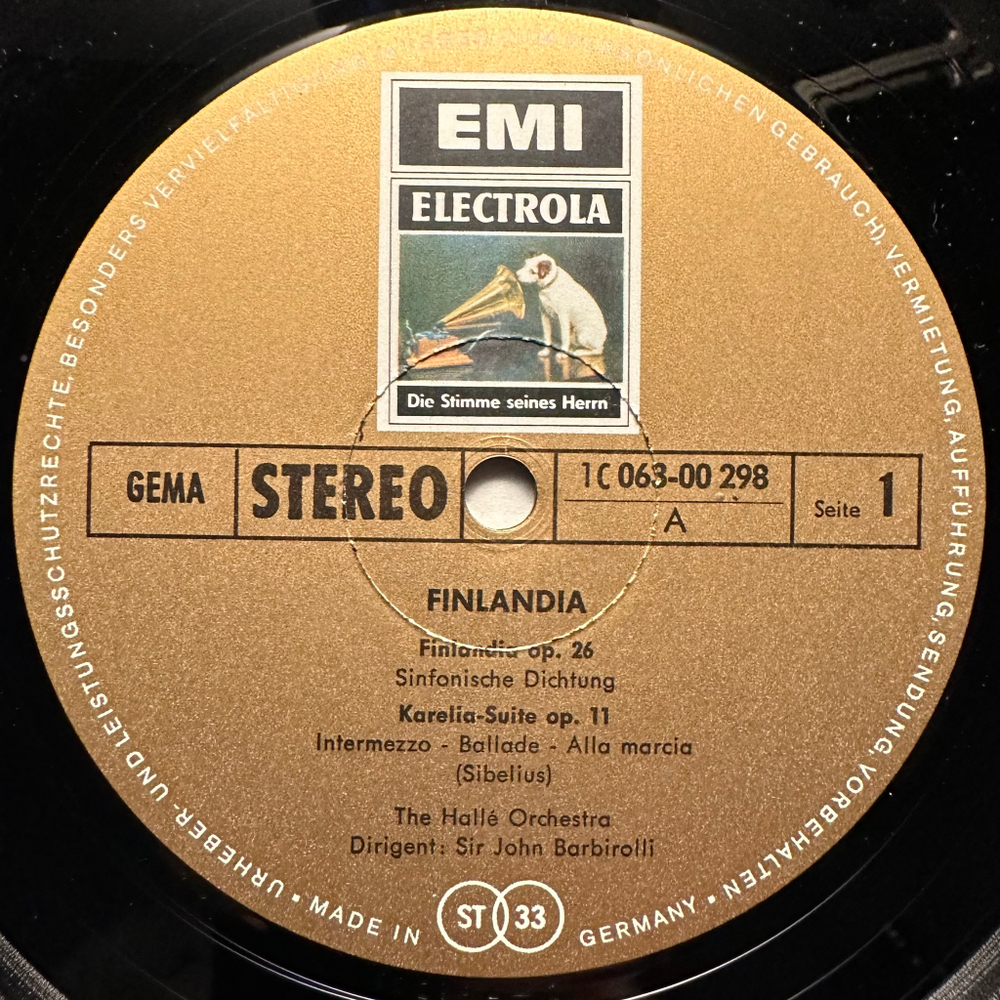 EMI
ELECTROLA
Die Stimme seines Herrn
GEMA
STEREO
1C 063-00 298
A
Seite 1
FINLANDIA
Finlandia op. 26
Sinfonische Dichtung
Karelia-Suite op. 11
Intermezzo - Ballade - Alla marcia
(Sibelius)
The Hallé Orchestra
Dirigent: Sir John Barbirolli
ST 33
MADE IN GERMANY ▪ URHEBER- UND LEISTUNGSSCHUTZRECHTE, BESONDERS VERVIELFÄLTIGUNG PERSÖNLICHEN GEBRAUCH), VERMIETUNG, AUFFÜHRUNG, SENDUNG, VORBEHALTEN ▪